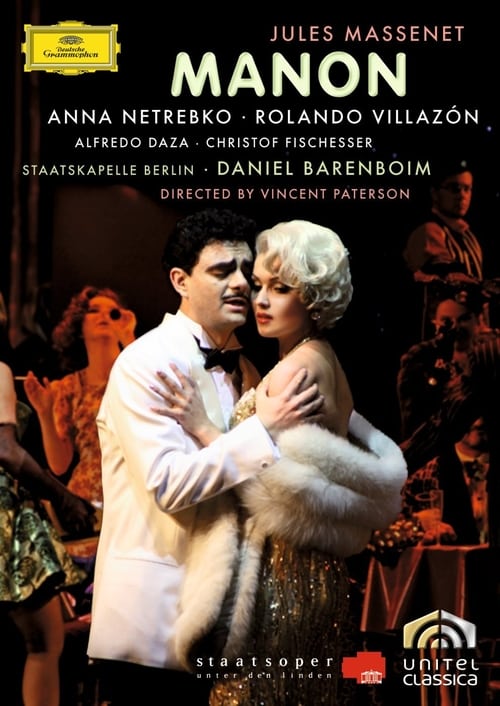 Deutsche
Grammophon
JULES MASSENET
MANON
ANNA NETREBKO · ROLANDO VILLAZÓN
ALFREDO DAZA · CHRISTOF FISCHESSER
STAATSKAPELLE BERLIN · DANIEL BARENBOIM
DIRECTED BY VINCENT PATERSON
staatsoper
unter den linden
UNITEL
CLASSICA